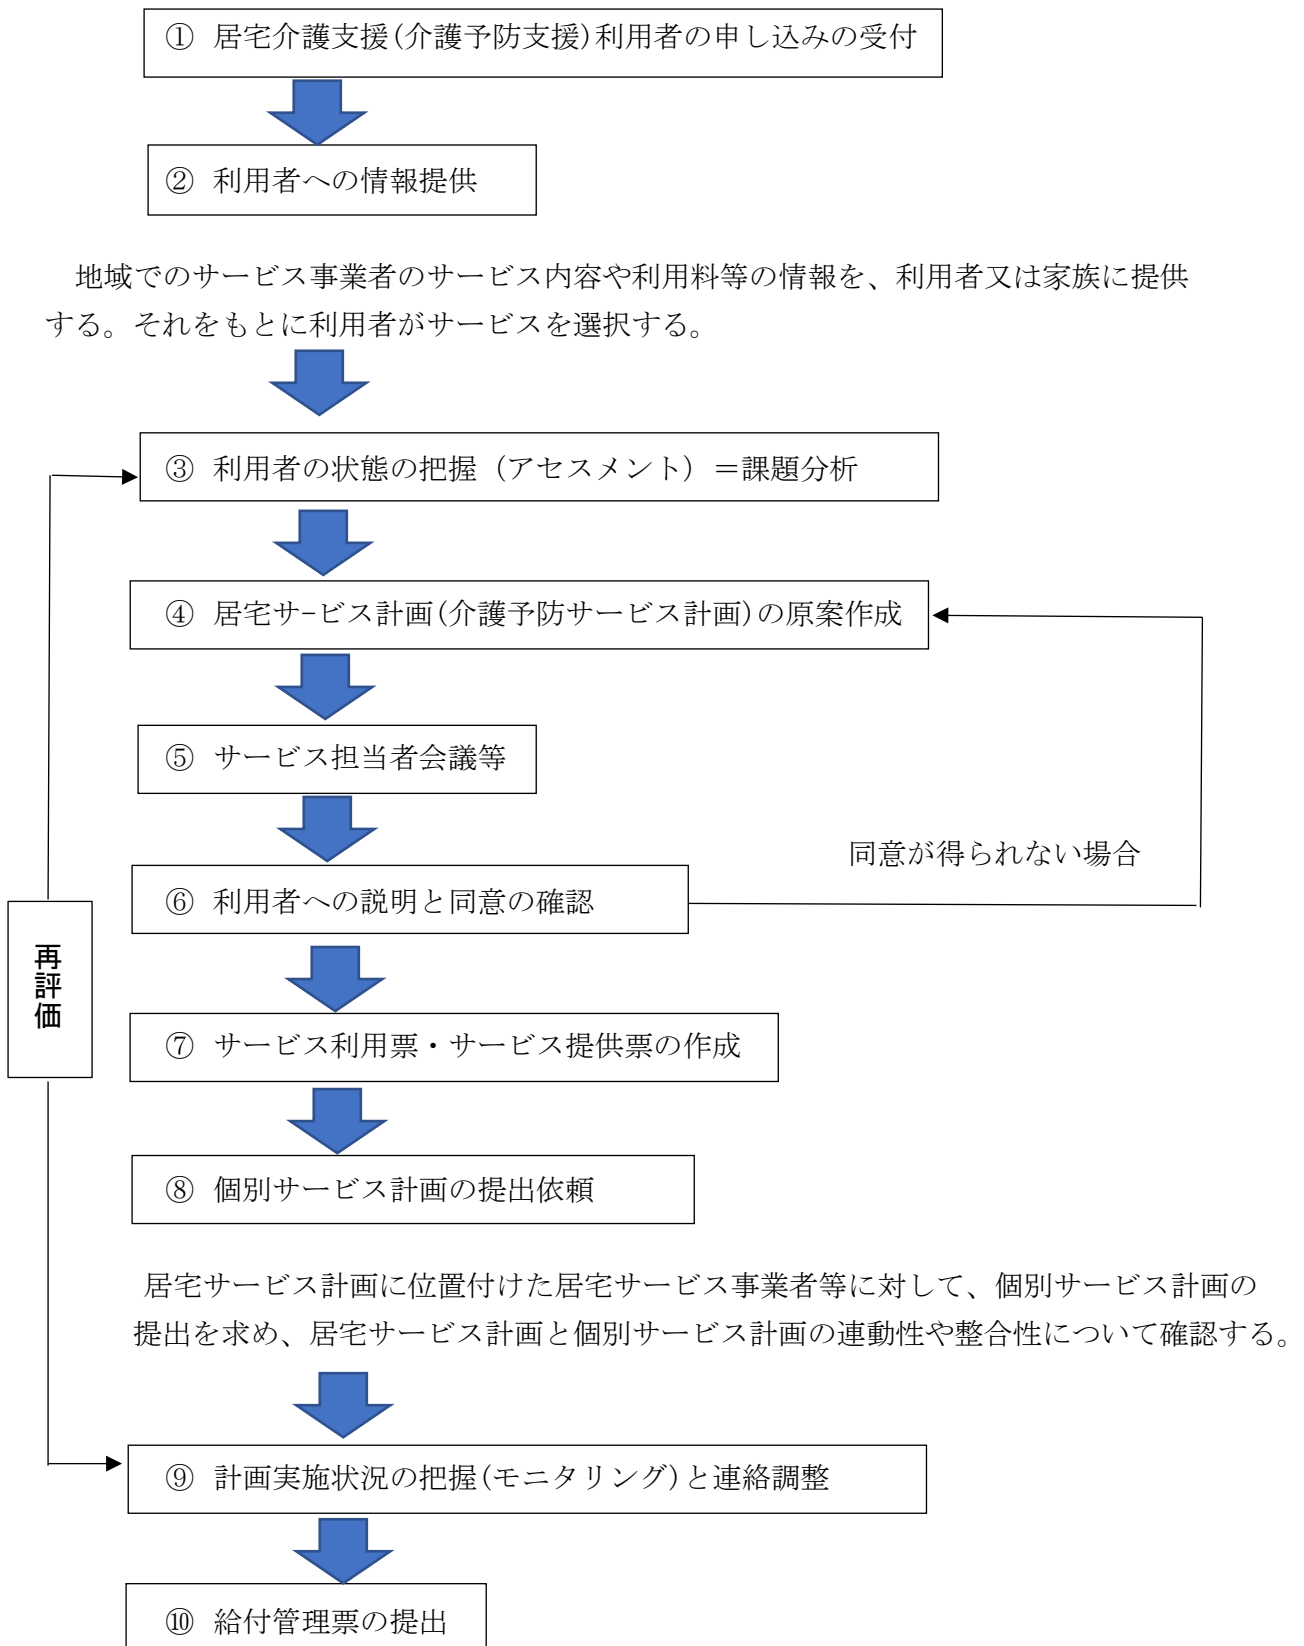 ① 居宅介護支援(介護予防支援)利用者の申し込みの受付
② 利用者への情報提供
地域でのサービス事業者のサービス内容や利用料等の情報を、利用者又は家族に提供
する。それをもとに利用者がサービスを選択する。
③ 利用者の状態の把握（アセスメント）＝課題分析
④ 居宅サ-ビス計画(介護予防サービス計画)の原案作成
⑤ サービス担当者会議等
同意が得られない場合
⑥ 利用者への説明と同意の確認
再評価
⑦ サービス利用票・サービス提供票の作成
⑧ 個別サービス計画の提出依頼
居宅サービス計画に位置付けた居宅サービス事業者等に対して、個別サービス計画の
提出を求め、居宅サービス計画と個別サービス計画の連動性や整合性について確認する。
⑨ 計画実施状況の把握(モニタリング)と連絡調整
⑩ 給付管理票の提出